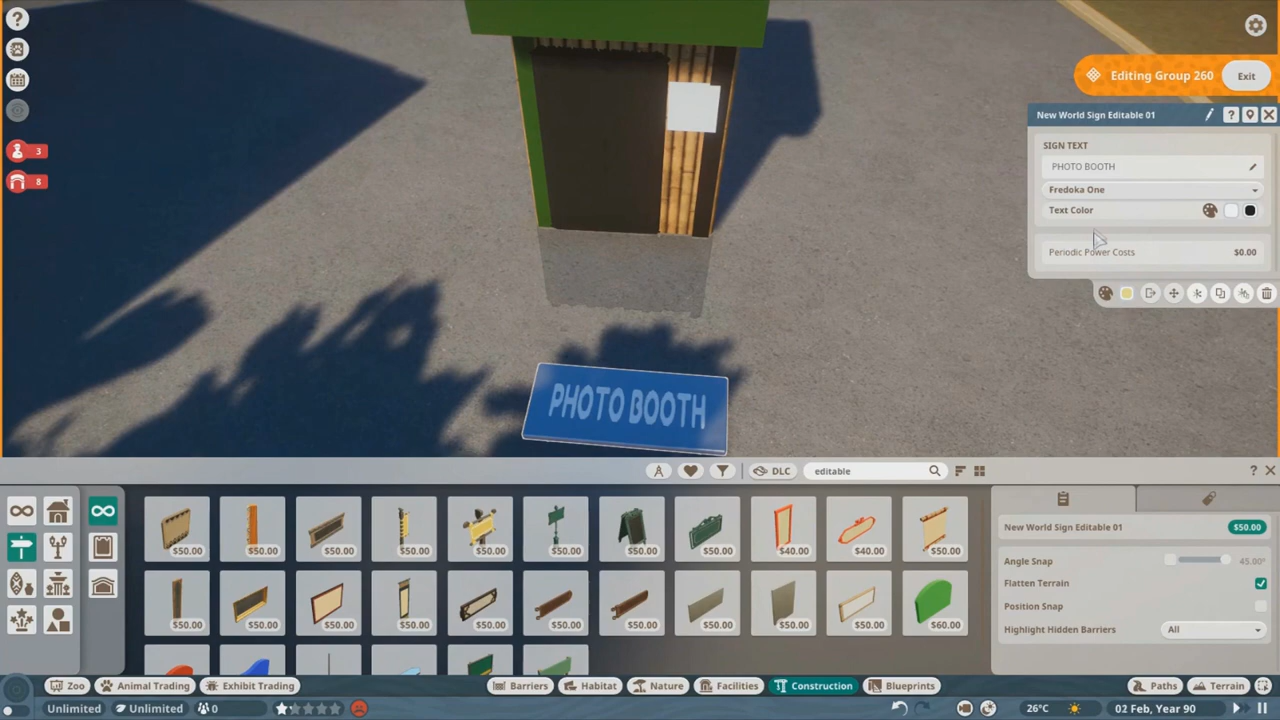 ?
Editing Group 260
Exit
3
8
New World Sign Editable 01
?
SIGN TEXT
PHOTO BOOTH
Fredoka One
Text Color
Periodic Power Costs
$0.00
PHOTO BOOTH
DLC
editable
?
$50.00
$50.00
$50.00
$50.00
$50.00
$50.00
$50.00
$50.00
$40.00
$40.00
$50.00
New World Sign Editable 01
$50.00
Angle Snap
45.00°
Flatten Terrain
Position Snap
Highlight Hidden Barriers
All
$50.00
$50.00
$50.00
$50.00
$50.00
$50.00
$50.00
$50.00
$50.00
$50.00
$60.00
Zoo
Animal Trading
Exhibit Trading
Barriers
Habitat
Nature
Facilities
Construction
Blueprints
Paths
Terrain
Unlimited
Unlimited
0
26°C
02 Feb, Year 90